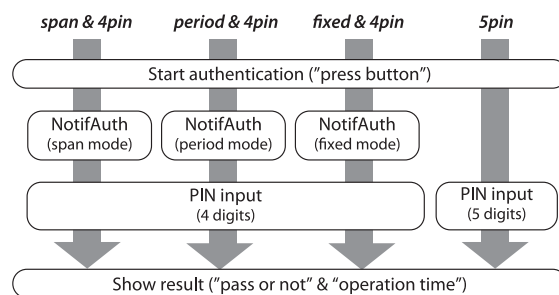 span & 4pin period & 4pin fixed & 4pin 5pin
Start authentication (”press button”)
NotifAuth NotifAuth NotifAuth
(span mode) (period mode) (fixed mode)
PIN input PIN input
(4 digits) (5 digits)
Show result (”pass or not” & “operation time”)